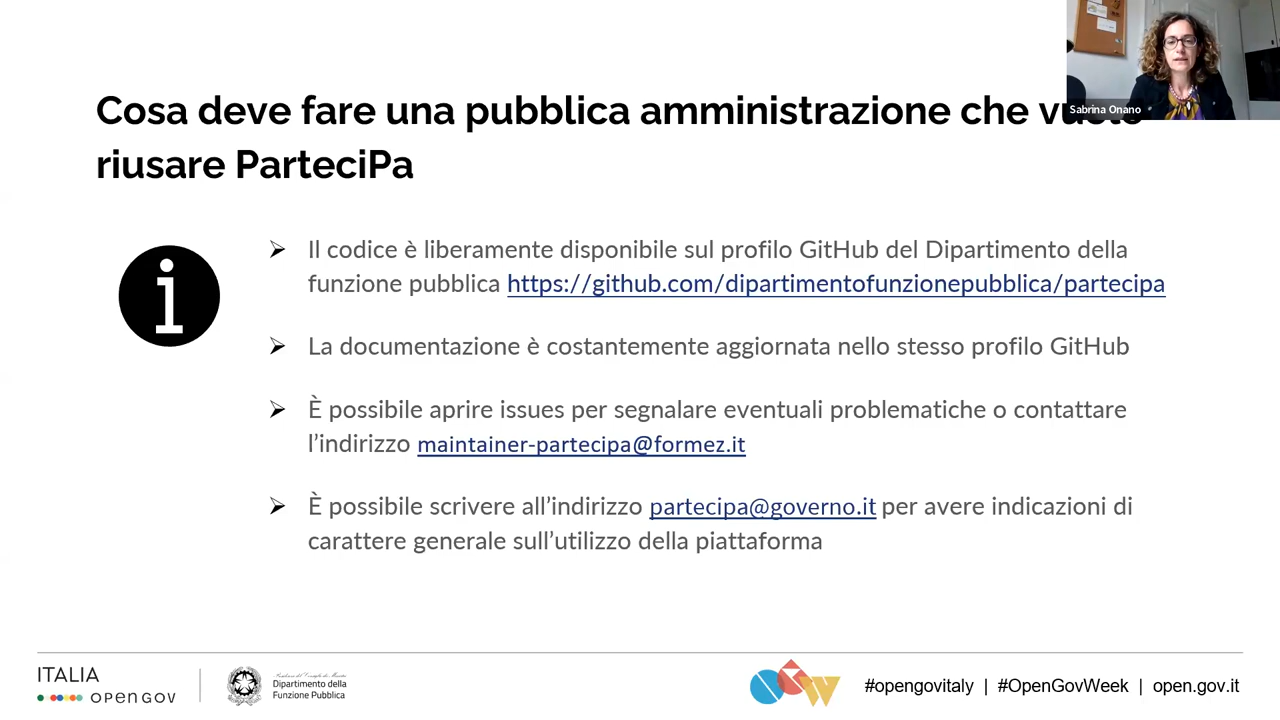 Sabrina Onano
Cosa deve fare una pubblica amministrazione che vuole
riusare ParteciPa
Il codice è liberamente disponibile sul profilo GitHub del Dipartimento della
funzione pubblica https://github.com/dipartimentofunzionepubblica/partecipa
La documentazione è costantemente aggiornata nello stesso profilo GitHub
È possibile aprire issues per segnalare eventuali problematiche o contattare
l’indirizzo maintainer-partecipa@formez.it
È possibile scrivere all’indirizzo partecipa@governo.it per avere indicazioni di
carattere generale sull’utilizzo della piattaforma
ITALIA
open gov
Dipartimento della
Funzione Pubblica
OGW
#opengovitaly | #OpenGovWeek | open.gov.it